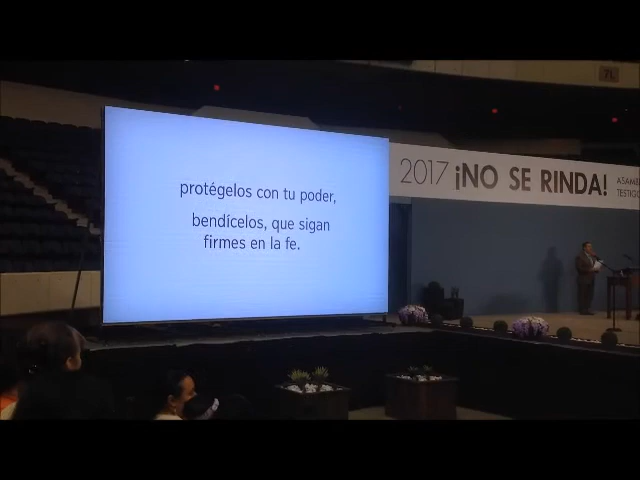 protégelos con tu poder,
bendícelos, que sigan
firmes en la fe.
2017 ¡NO SE RINDA!